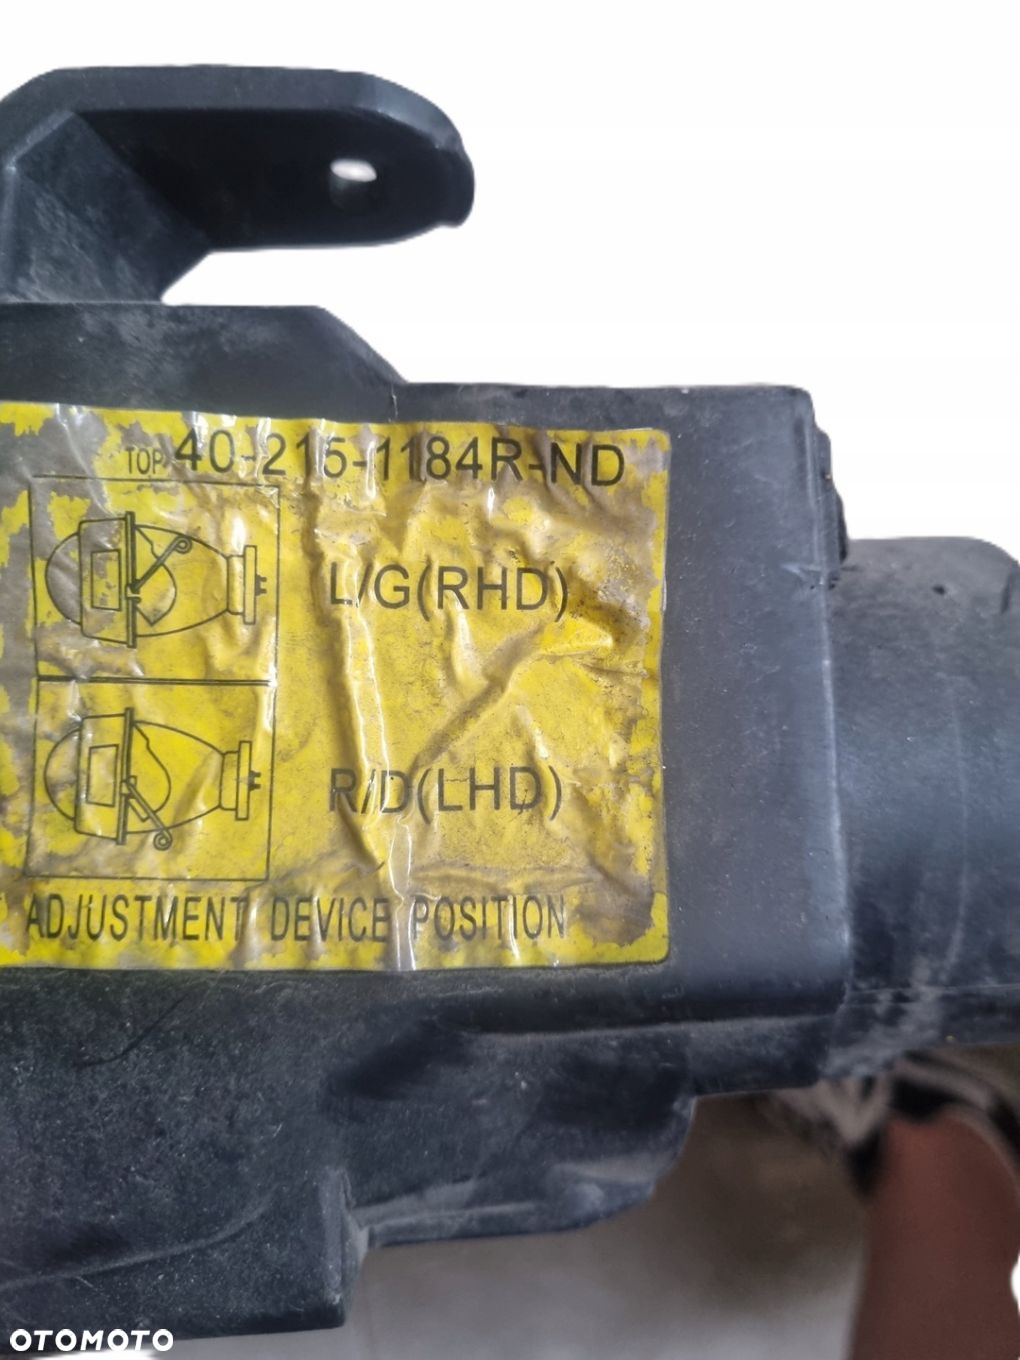 TOP 40-215-1184R-ND
L/G(RHD)
R/D(LHD)
ADJUSTMENT DEVICE POSITION
OTOMOTO